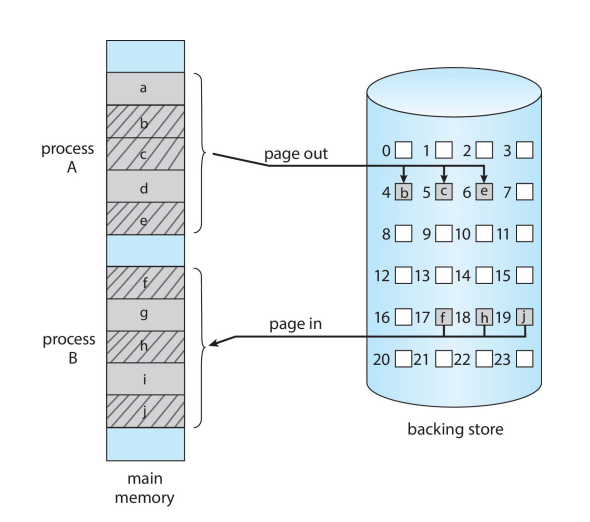 a
b
process
A
c
d
e
page out
0 1 2 3
4 b 5 c 6 e 7
8 9 10 11
12 13 14 15
f
g
process
B
h
i
j
page in
16 17 f 18 h 19 j
20 21 22 23
backing store
main
memory